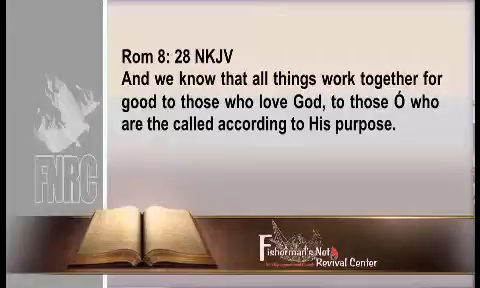 Rom 8: 28 NKJV
And we know that all things work together for
good to those who love God, to those Ó who
are the called according to His purpose.
FNRC
Fisherman's Net
Revival Center